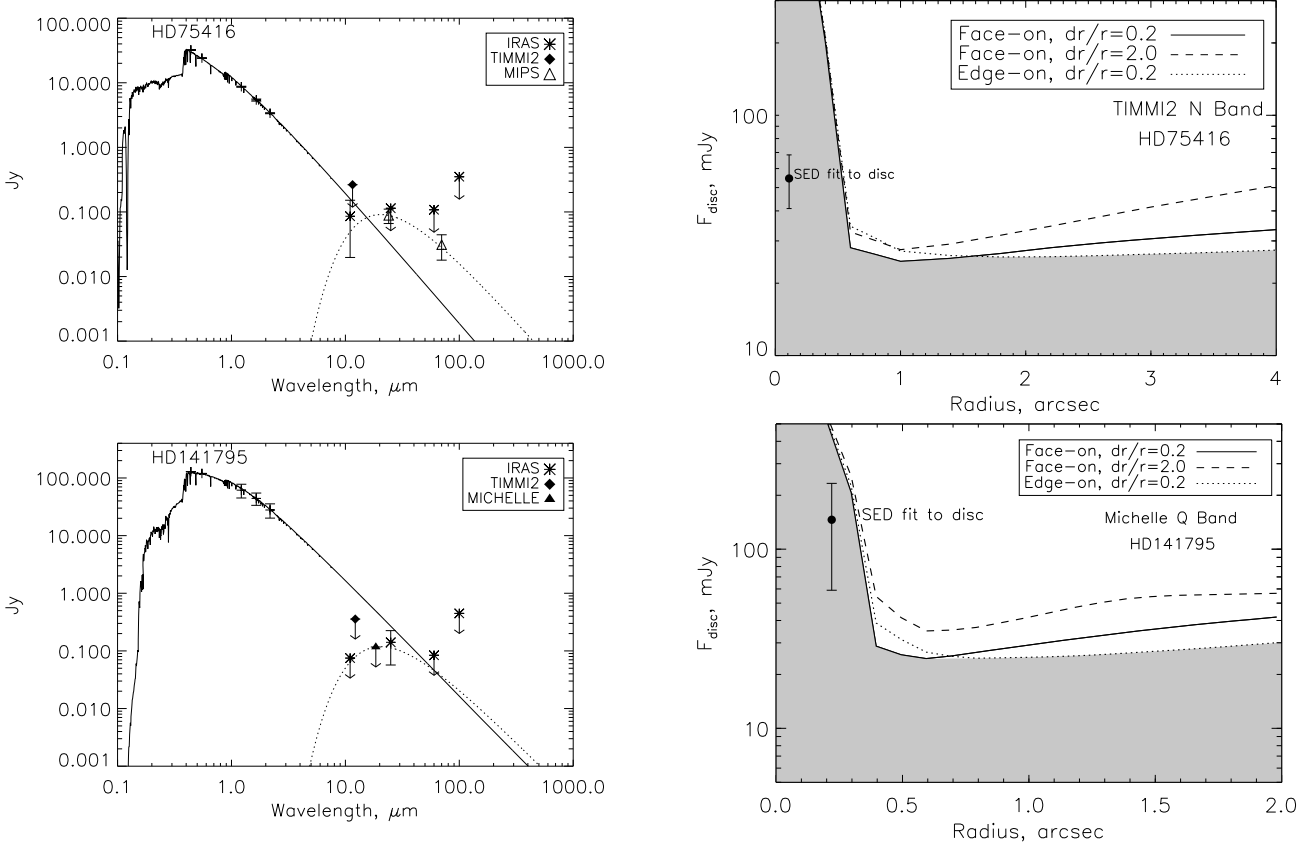 HD75416
IRAS
TIMMI2
MIPS
100.000
10.000
1.000
0.100
0.010
0.001
Jy
0.1 1.0 10.0 100.0 1000.0
Wavelength, μm
Face-on, dr/r=0.2
Face-on, dr/r=2.0
Edge-on, dr/r=0.2
TIMMI2 N Band
HD75416
SED fit to disc
100
10
F_disc, mJy
0 1 2 3 4
Radius, arcsec
HD141795
IRAS
TIMMI2
MICHELLE
100.000
10.000
1.000
0.100
0.010
0.001
Jy
0.1 1.0 10.0 100.0 1000.0
Wavelength, μm
Face-on, dr/r=0.2
Face-on, dr/r=2.0
Edge-on, dr/r=0.2
Michelle Q Band
HD141795
SED fit to disc
100
10
F_disc, mJy
0.0 0.5 1.0 1.5 2.0
Radius, arcsec